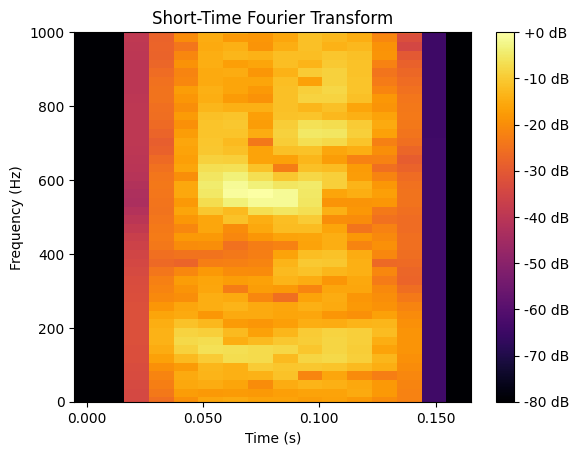 Short-Time Fourier Transform
1000
800
600
400
200
0
Frequency (Hz)
0.000
0.050
0.100
0.150
Time (s)
+0 dB
-10 dB
-20 dB
-30 dB
-40 dB
-50 dB
-60 dB
-70 dB
-80 dB